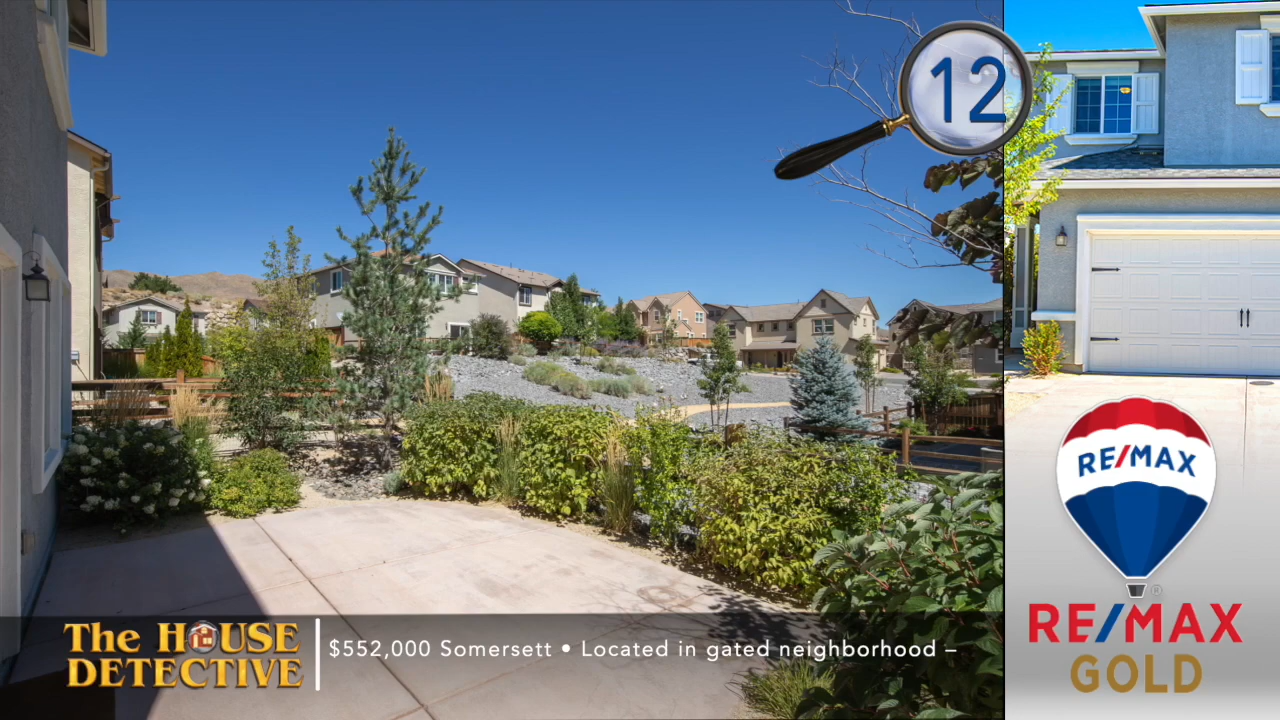 12
RE/MAX
®
RE/MAX
GOLD
The HOUSE
DETECTIVE
$552,000 Somersett • Located in gated neighborhood –